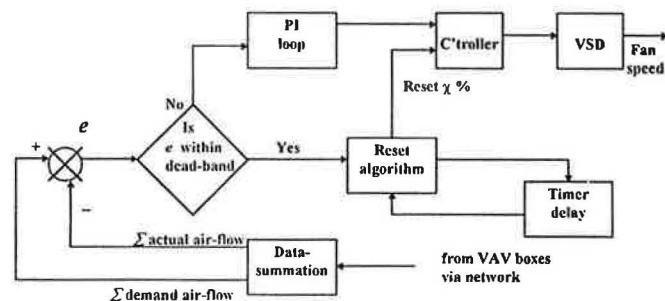 PI
loop
C'troller
VSD
Fan
speed
No
Reset χ %
e
Is
e within
dead-band
+
Yes
Reset
algorithm
Timer
delay
−
Σ actual air-flow
Data-
summation
from VAV boxes
via network
Σ demand air-flow